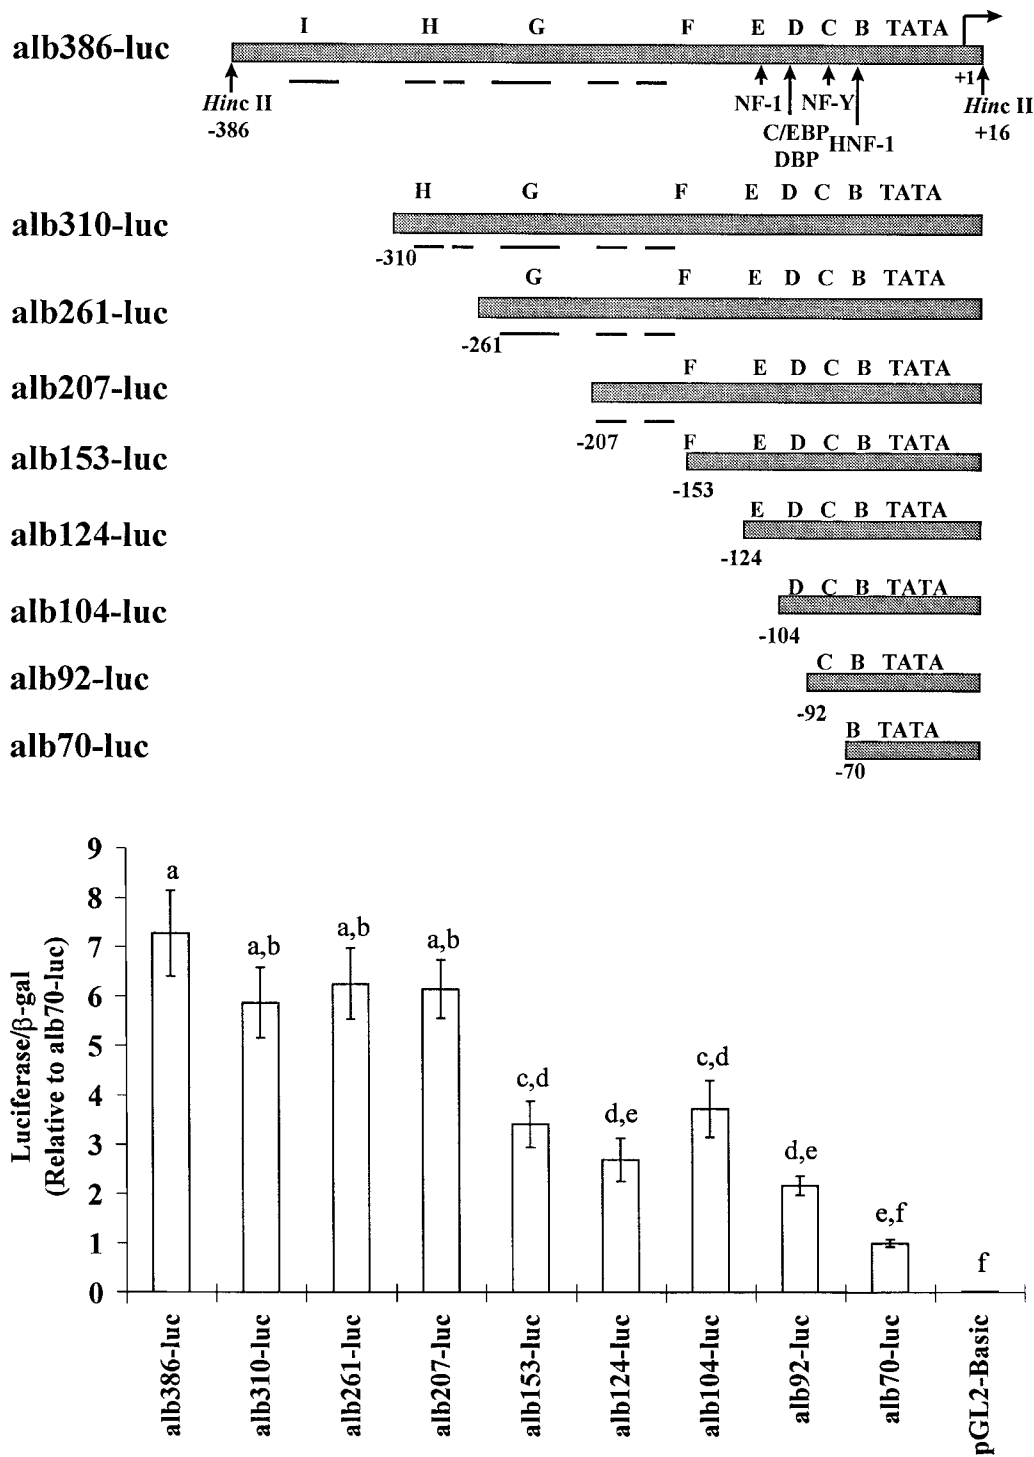 I H G F E D C B TATA
alb386-luc
+1
Hinc II
-386
NF-1 NF-Y
C/EBP
DBP
HNF-1
Hinc II
+16
H G F E D C B TATA
alb310-luc
-310
G F E D C B TATA
alb261-luc
-261
F E D C B TATA
alb207-luc
-207
F E D C B TATA
alb153-luc
-153
E D C B TATA
alb124-luc
-124
D C B TATA
alb104-luc
-104
C B TATA
alb92-luc
-92
B TATA
alb70-luc
-70
Luciferase/β-gal
(Relative to alb70-luc)
9
8
7
6
5
4
3
2
1
0
a
a,b
a,b
a,b
c,d
d,e
c,d
d,e
e,f
f
alb386-luc
alb310-luc
alb261-luc
alb207-luc
alb153-luc
alb124-luc
alb104-luc
alb92-luc
alb70-luc
pGL2-Basic